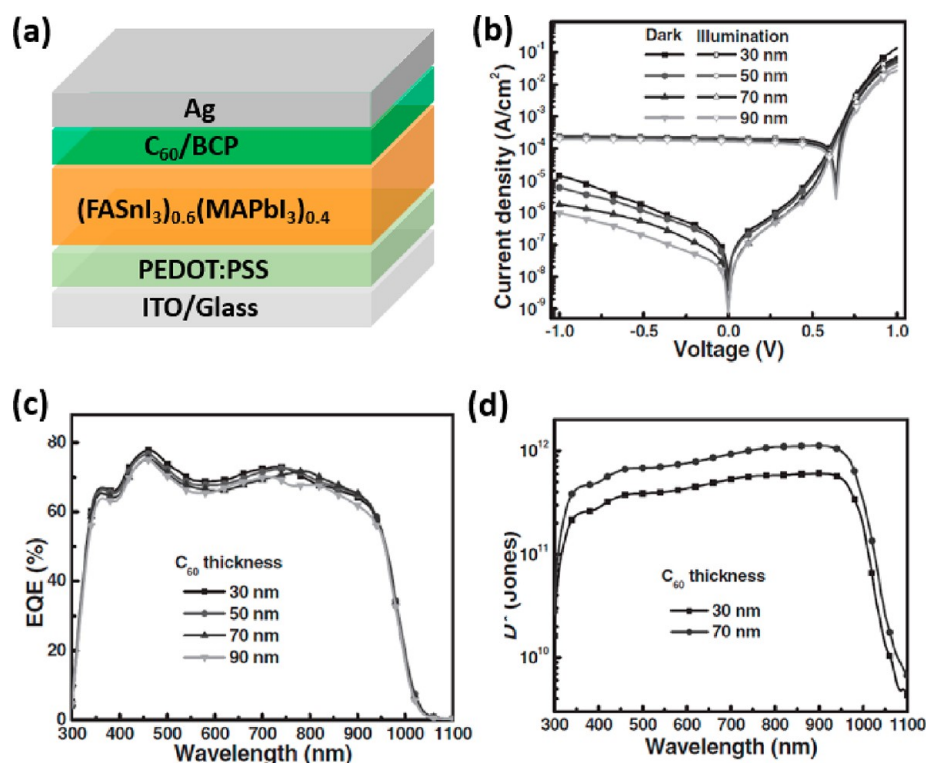 (a)
Ag
C₆₀/BCP
(FASnI₃)₀.₆(MAPbI₃)₀.₄
PEDOT:PSS
ITO/Glass
(b)
Dark Illumination
30 nm
50 nm
70 nm
90 nm
Current density (A/cm²)
10⁻¹
10⁻²
10⁻³
10⁻⁴
10⁻⁵
10⁻⁶
10⁻⁷
10⁻⁸
10⁻⁹
-1.0 -0.5 0.0 0.5 1.0
Voltage (V)
(c)
EQE (%)
80
60
40
20
0
C₆₀ thickness
30 nm
50 nm
70 nm
90 nm
300 400 500 600 700 800 900 1000 1100
Wavelength (nm)
(d)
D* (Jones)
10¹²
10¹¹
10¹⁰
C₆₀ thickness
30 nm
70 nm
300 400 500 600 700 800 900 1000 1100
Wavelength (nm)